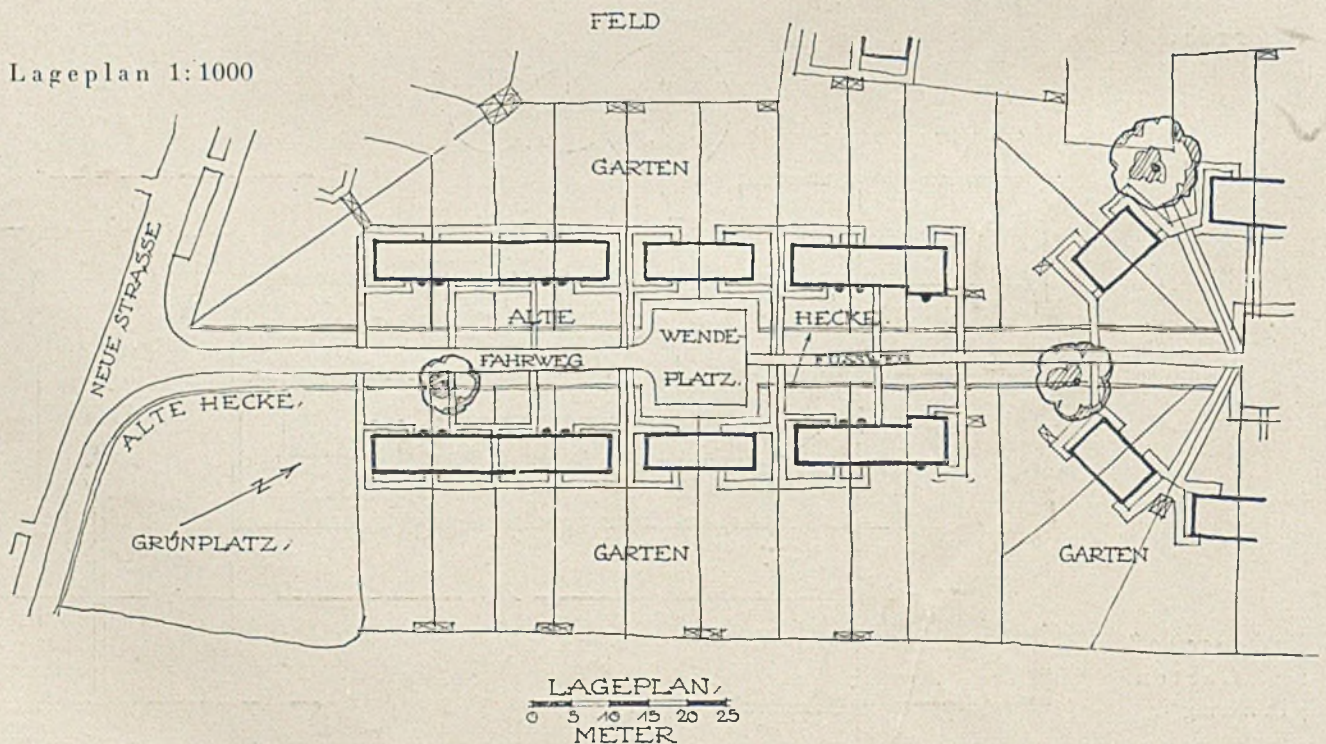 FELD
Lageplan 1:1000
GARTEN
NEUE STRASSE
ALTE HECKE.
WENDE-
PLATZ.
FAHRWEG
FUSSWEG
ALTE HECKE,
N
GRÜNPLATZ,
GARTEN
GARTEN
LAGEPLAN,
0 5 10 15 20 25
METER